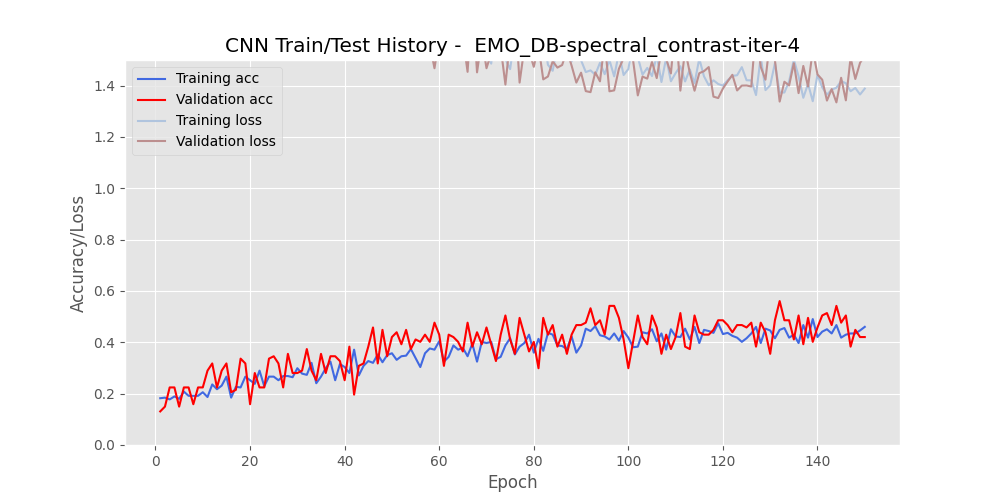 CNN Train/Test History -  EMO_DB-spectral_contrast-iter-4
Training acc
Validation acc
Training loss
Validation loss
Accuracy/Loss
1.4
1.2
1.0
0.8
0.6
0.4
0.2
0.0
0 20 40 60 80 100 120 140
Epoch